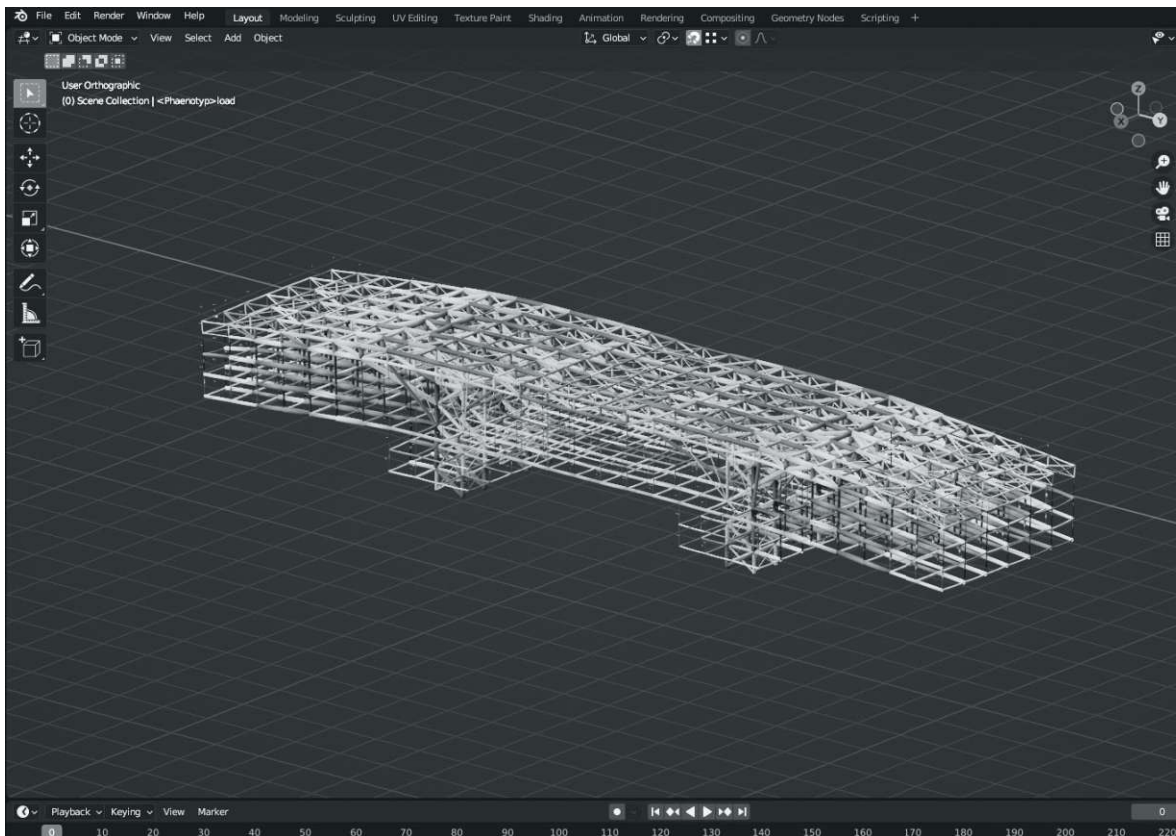 File Edit Render Window Help Layout Modeling Sculpting UV Editing Texture Paint Shading Animation Rendering Compositing Geometry Nodes Scripting +
Object Mode View Select Add Object Global
User Orthographic
(0) Scene Collection | <Phaenotyp>load
Z
X Y
Playback Keying View Marker 0
0 10 20 30 40 50 60 70 80 90 100 110 120 130 140 150 160 170 180 190 200 210